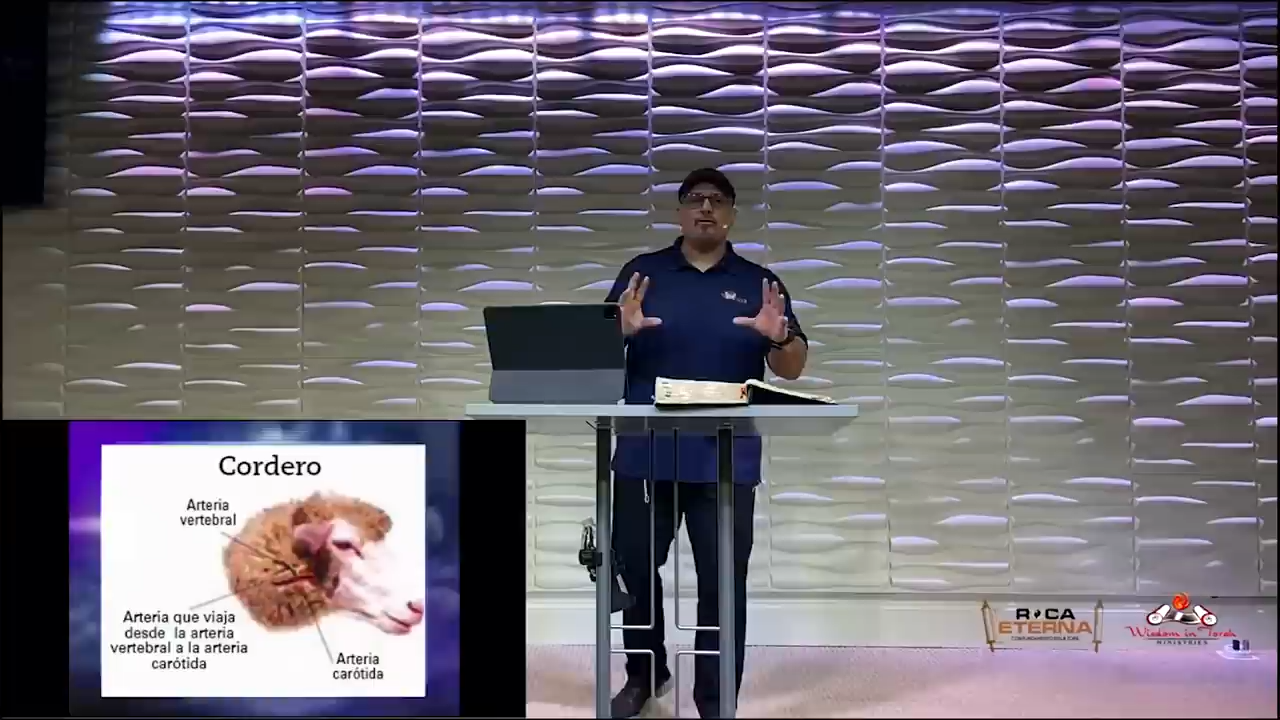 Cordero
Arteria
vertebral
Arteria que viaja
desde la arteria
vertebral a la arteria
carótida
Arteria
carótida
ETERNA
Wisdom in Torah
MINISTRIES